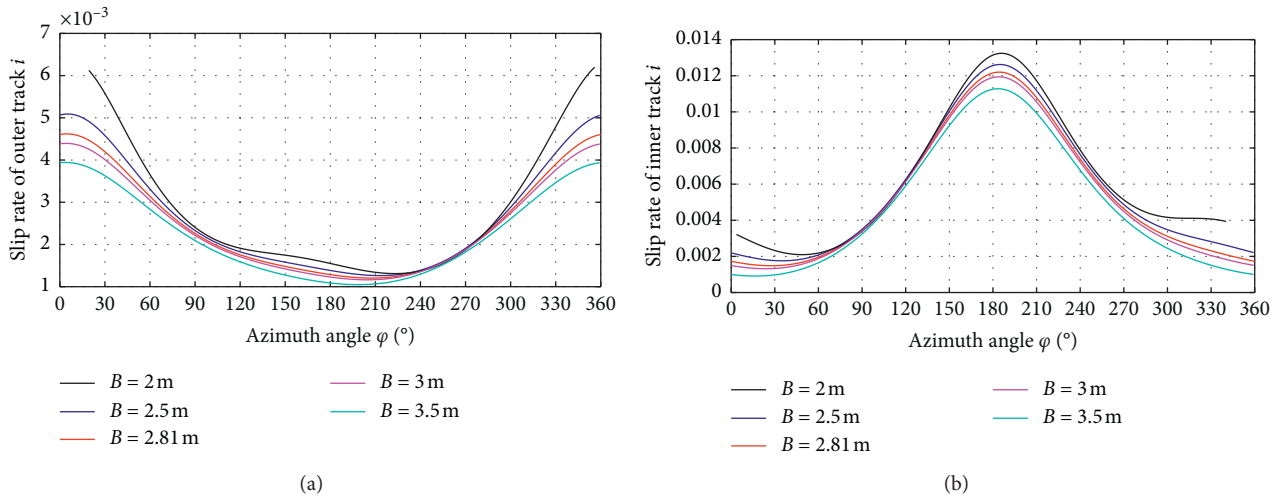 ×10⁻³
7
6
5
4
3
2
1
0 30 60 90 120 150 180 210 240 270 300 330 360
Slip rate of outer track i
Azimuth angle φ (°)
B = 2 m
B = 2.5 m
B = 2.81 m
B = 3 m
B = 3.5 m
(a)
0.014
0.012
0.01
0.008
0.006
0.004
0.002
0
0 30 60 90 120 150 180 210 240 270 300 330 360
Slip rate of inner track i
Azimuth angle φ (°)
B = 2 m
B = 2.5 m
B = 2.81 m
B = 3 m
B = 3.5 m
(b)